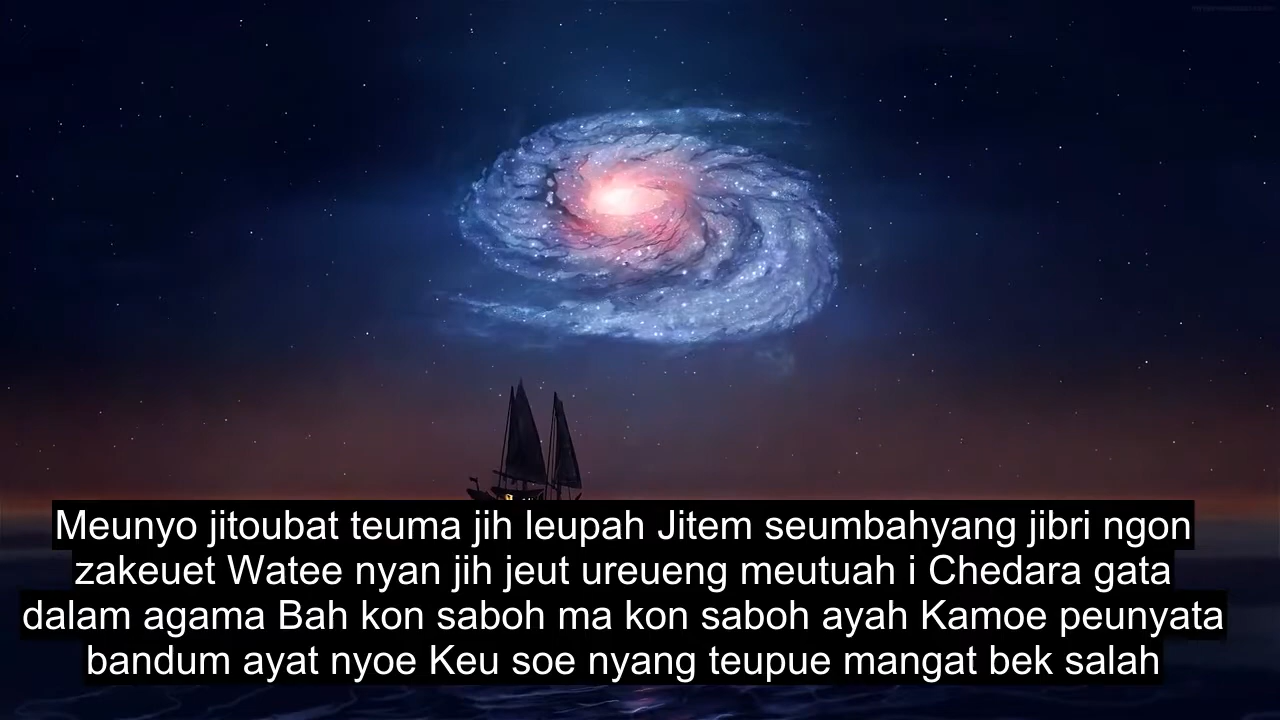 Meunyo jitoubat teuma jih leupah Jitem seumbahyang jibri ngon
zakeuet Watee nyan jih jeut ureueng meutuah i Chedara gata
dalam agama Bah kon saboh ma kon saboh ayah Kamoe peunyata
bandum ayat nyoe Keu soe nyang teupue mangat bek salah